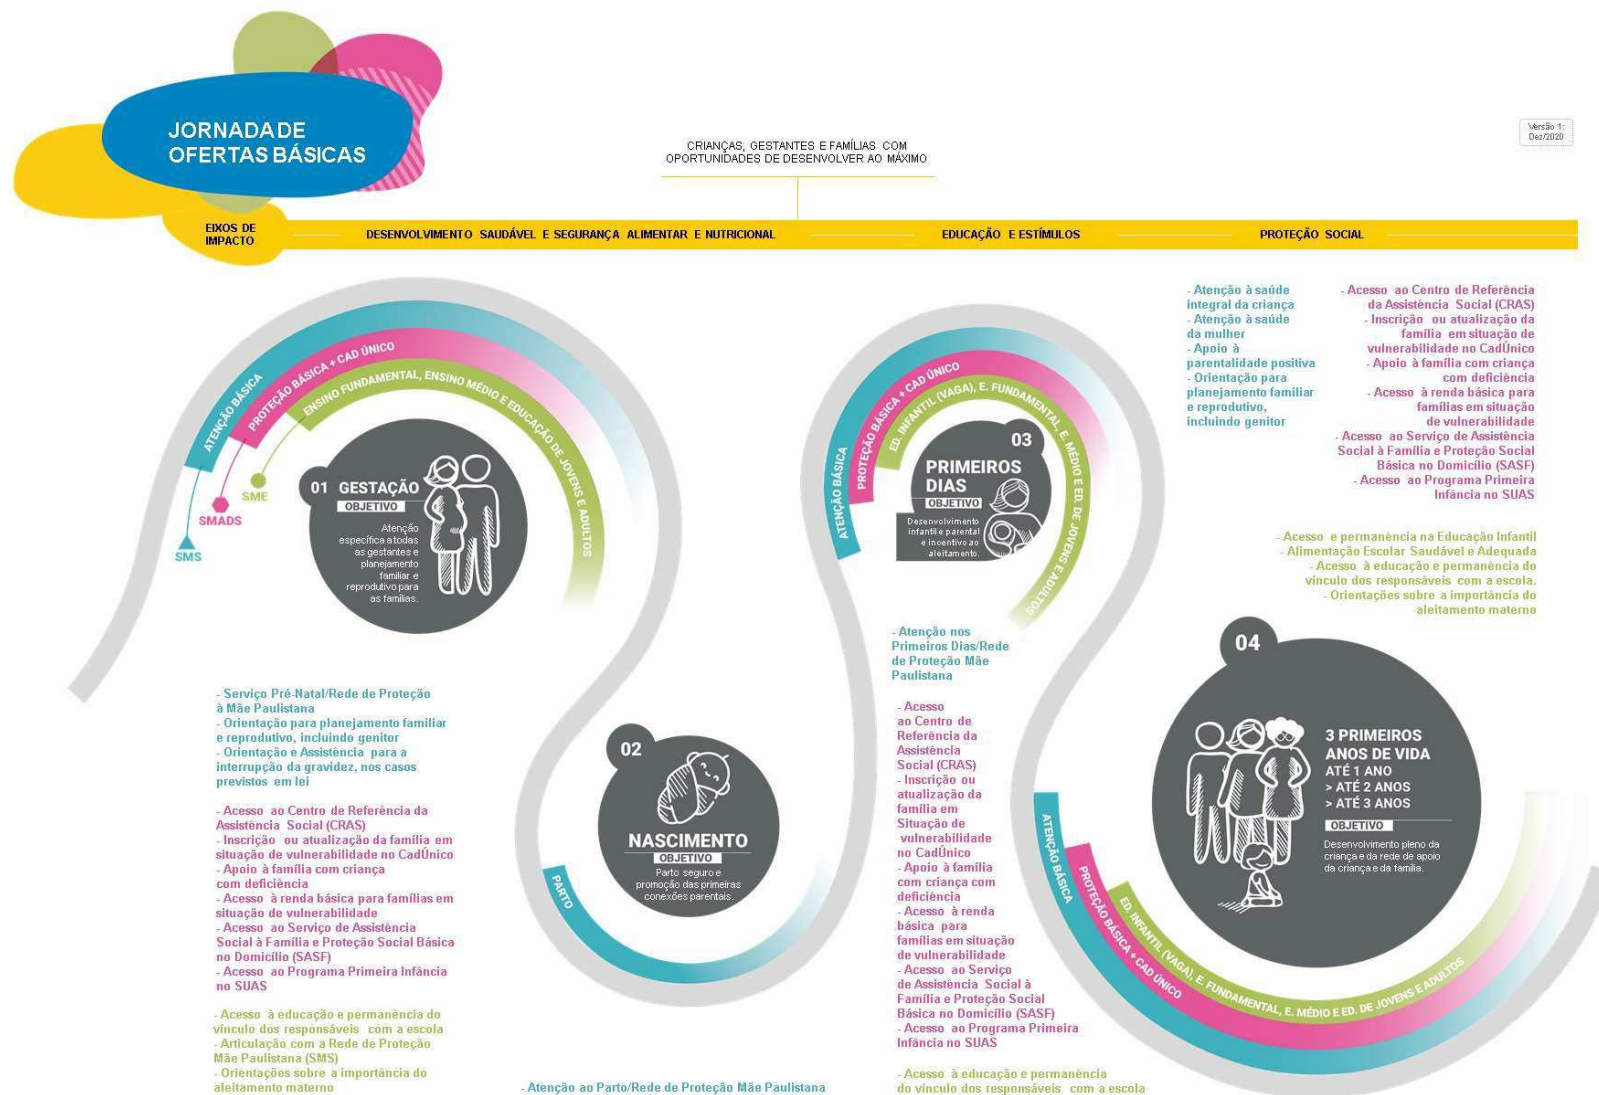 JORNADA DE
OFERTAS BÁSICAS
CRIANÇAS, GESTANTES E FAMÍLIAS COM
OPORTUNIDADES DE DESENVOLVER AO MÁXIMO
Versão 1:
Dez/2020
EIXOS DE
IMPACTO
DESENVOLVIMENTO SAUDÁVEL E SEGURANÇA ALIMENTAR E NUTRICIONAL
EDUCAÇÃO E ESTÍMULOS
PROTEÇÃO SOCIAL
ATENÇÃO BÁSICA
PROTEÇÃO BÁSICA + CAD ÚNICO
ENSINO FUNDAMENTAL, ENSINO MÉDIO E EDUCAÇÃO DE JOVENS E ADULTOS
SME
SMADS
SMS
01 GESTAÇÃO
OBJETIVO
Atenção
específica a todas
as gestantes e
planejamento
familiar e
reprodutivo para
as famílias.
- Serviço Pré-Natal/Rede de Proteção
à Mãe Paulistana
- Orientação para planejamento familiar
e reprodutivo, incluindo genitor
- Orientação e Assistência para a
interrupção da gravidez, nos casos
previstos em lei
- Acesso ao Centro de Referência da
Assistência Social (CRAS)
- Inscrição ou atualização da família em
situação de vulnerabilidade no CadÚnico
- Apoio à família com criança
com deficiência
- Acesso à renda básica para famílias em
situação de vulnerabilidade
- Acesso ao Serviço de Assistência
Social à Família e Proteção Social Básica
no Domicílio (SASF)
- Acesso ao Programa Primeira Infância
no SUAS
- Acesso à educação e permanência do
vínculo dos responsáveis com a escola
- Articulação com a Rede de Proteção
Mãe Paulistana (SMS)
- Orientações sobre a importância do
aleitamento materno
02
NASCIMENTO
OBJETIVO
Parto seguro e
promoção das primeiras
conexões parentais.
PARTO
- Atenção ao Parto/Rede de Proteção Mãe Paulistana
ATENÇÃO BÁSICA
PROTEÇÃO BÁSICA + CAD ÚNICO
ED. INFANTIL (VAGA), E. FUNDAMENTAL, E. MÉDIO E ED. DE JOVENS E ADULTOS
03
PRIMEIROS
DIAS
OBJETIVO
Desenvolvimento
infantil e parental
e incentivo ao
aleitamento.
- Atenção nos
Primeiros Dias/Rede
de Proteção Mãe
Paulistana
- Acesso
ao Centro de
Referência da
Assistência
Social (CRAS)
- Inscrição ou
atualização da
família em
Situação de
vulnerabilidade
no CadÚnico
- Apoio à família
com criança com
deficiência
- Acesso à renda
básica para
famílias em situação
de vulnerabilidade
- Acesso ao Serviço
de Assistência Social à
Família e Proteção Social
Básica no Domicílio (SASF)
- Acesso ao Programa Primeira
Infância no SUAS
- Acesso à educação e permanência
do vínculo dos responsáveis com a escola
- Atenção à saúde
integral da criança
- Atenção à saúde
da mulher
- Apoio à
parentalidade positiva
- Orientação para
planejamento familiar
e reprodutivo,
incluindo genitor
- Acesso ao Centro de Referência
da Assistência Social (CRAS)
- Inscrição ou atualização da
família em situação de
vulnerabilidade no CadÚnico
- Apoio à família com criança
com deficiência
- Acesso à renda básica para
famílias em situação
de vulnerabilidade
- Acesso ao Serviço de Assistência
Social à Família e Proteção Social
Básica no Domicílio (SASF)
- Acesso ao Programa Primeira
Infância no SUAS
- Acesso e permanência na Educação Infantil
- Alimentação Escolar Saudável e Adequada
- Acesso à educação e permanência do
vínculo dos responsáveis com a escola.
- Orientações sobre a importância do
aleitamento materno
04
3 PRIMEIROS
ANOS DE VIDA
ATÉ 1 ANO
> ATÉ 2 ANOS
> ATÉ 3 ANOS
OBJETIVO
Desenvolvimento pleno da
criança e da rede de apoio
da criança e da família.
ATENÇÃO BÁSICA
PROTEÇÃO BÁSICA + CAD ÚNICO
ED. INFANTIL (VAGA), E. FUNDAMENTAL, E. MÉDIO E ED. DE JOVENS E ADULTOS